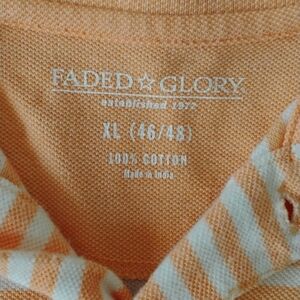 FADED ☆ GLORY
established 1972
XL (46/48)
100% COTTON
Made in India